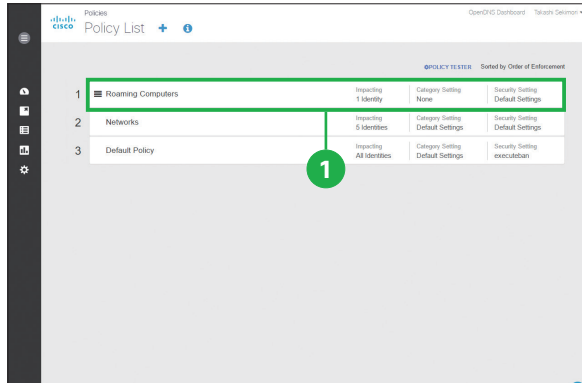 Policies
OpenDNS Dashboard Takashi Sekimori
CISCO
Policy List +
POLICY TESTER Sorted by Order of Enforcement
1 Roaming Computers
Impacting
1 Identity
Category Setting
None
Security Setting
Default Settings
2 Networks
Impacting
5 Identities
Category Setting
Default Settings
Security Setting
Default Settings
3 Default Policy
Impacting
All Identities
Category Setting
Default Settings
Security Setting
executeban
1